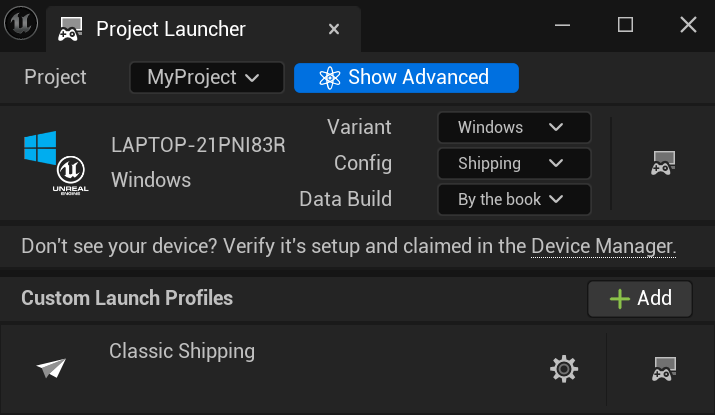 Project Launcher
Project MyProject Show Advanced
Variant Windows
LAPTOP-21PNI83R
Config Shipping
Windows
Data Build By the book
UNREAL
ENGINE
Don't see your device? Verify it's setup and claimed in the Device Manager.
Custom Launch Profiles Add
Classic Shipping